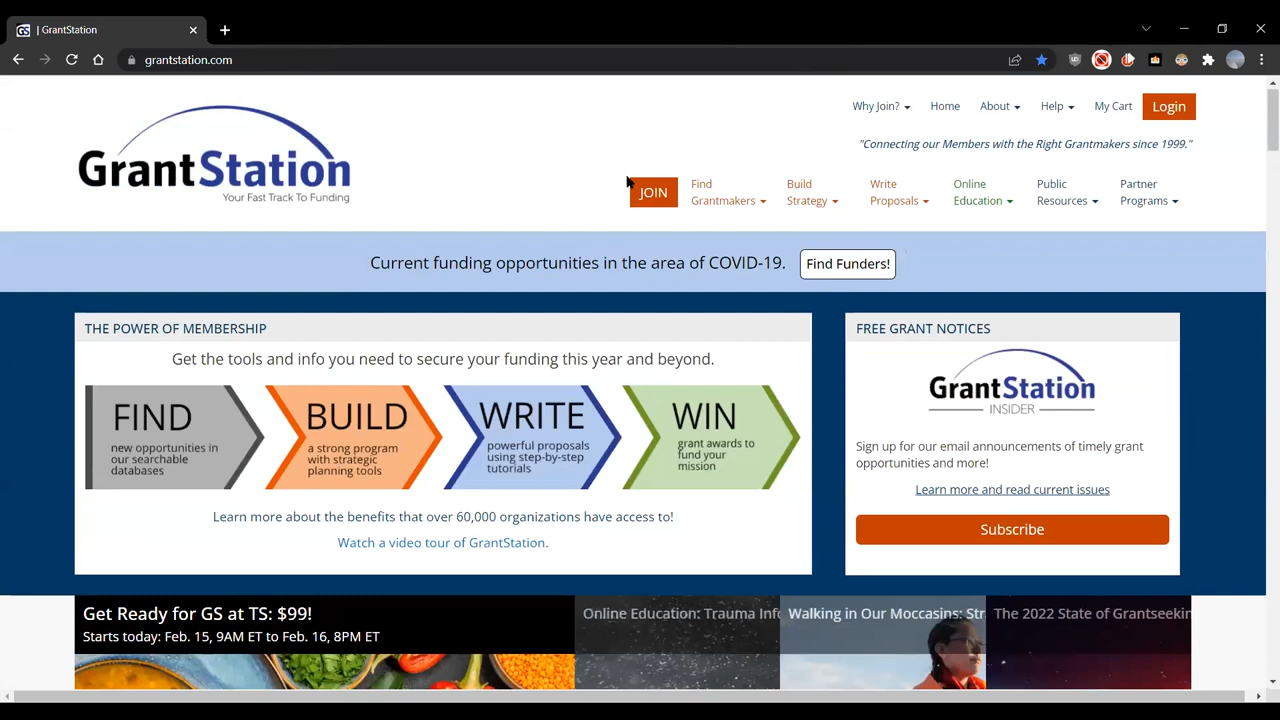 GS | GrantStation
grantstation.com
Why Join?
Home
About
Help
My Cart
Login
GrantStation
Your Fast Track To Funding
"Connecting our Members with the Right Grantmakers since 1999."
JOIN
Find
Grantmakers
Build
Strategy
Write
Proposals
Online
Education
Public
Resources
Partner
Programs
Current funding opportunities in the area of COVID-19.
Find Funders!
THE POWER OF MEMBERSHIP
Get the tools and info you need to secure your funding this year and beyond.
FIND
new opportunities in
our searchable
databases
BUILD
a strong program
with strategic
planning tools
WRITE
powerful proposals
using step-by-step
tutorials
WIN
grant awards to
fund your
mission
Learn more about the benefits that over 60,000 organizations have access to!
Watch a video tour of GrantStation.
FREE GRANT NOTICES
GrantStation
INSIDER
Sign up for our email announcements of timely grant
opportunities and more!
Learn more and read current issues
Subscribe
Get Ready for GS at TS: $99!
Starts today: Feb. 15, 9AM ET to Feb. 16, 8PM ET
Online Education: Trauma Info
Walking in Our Moccasins: Str
The 2022 State of Grantseekin